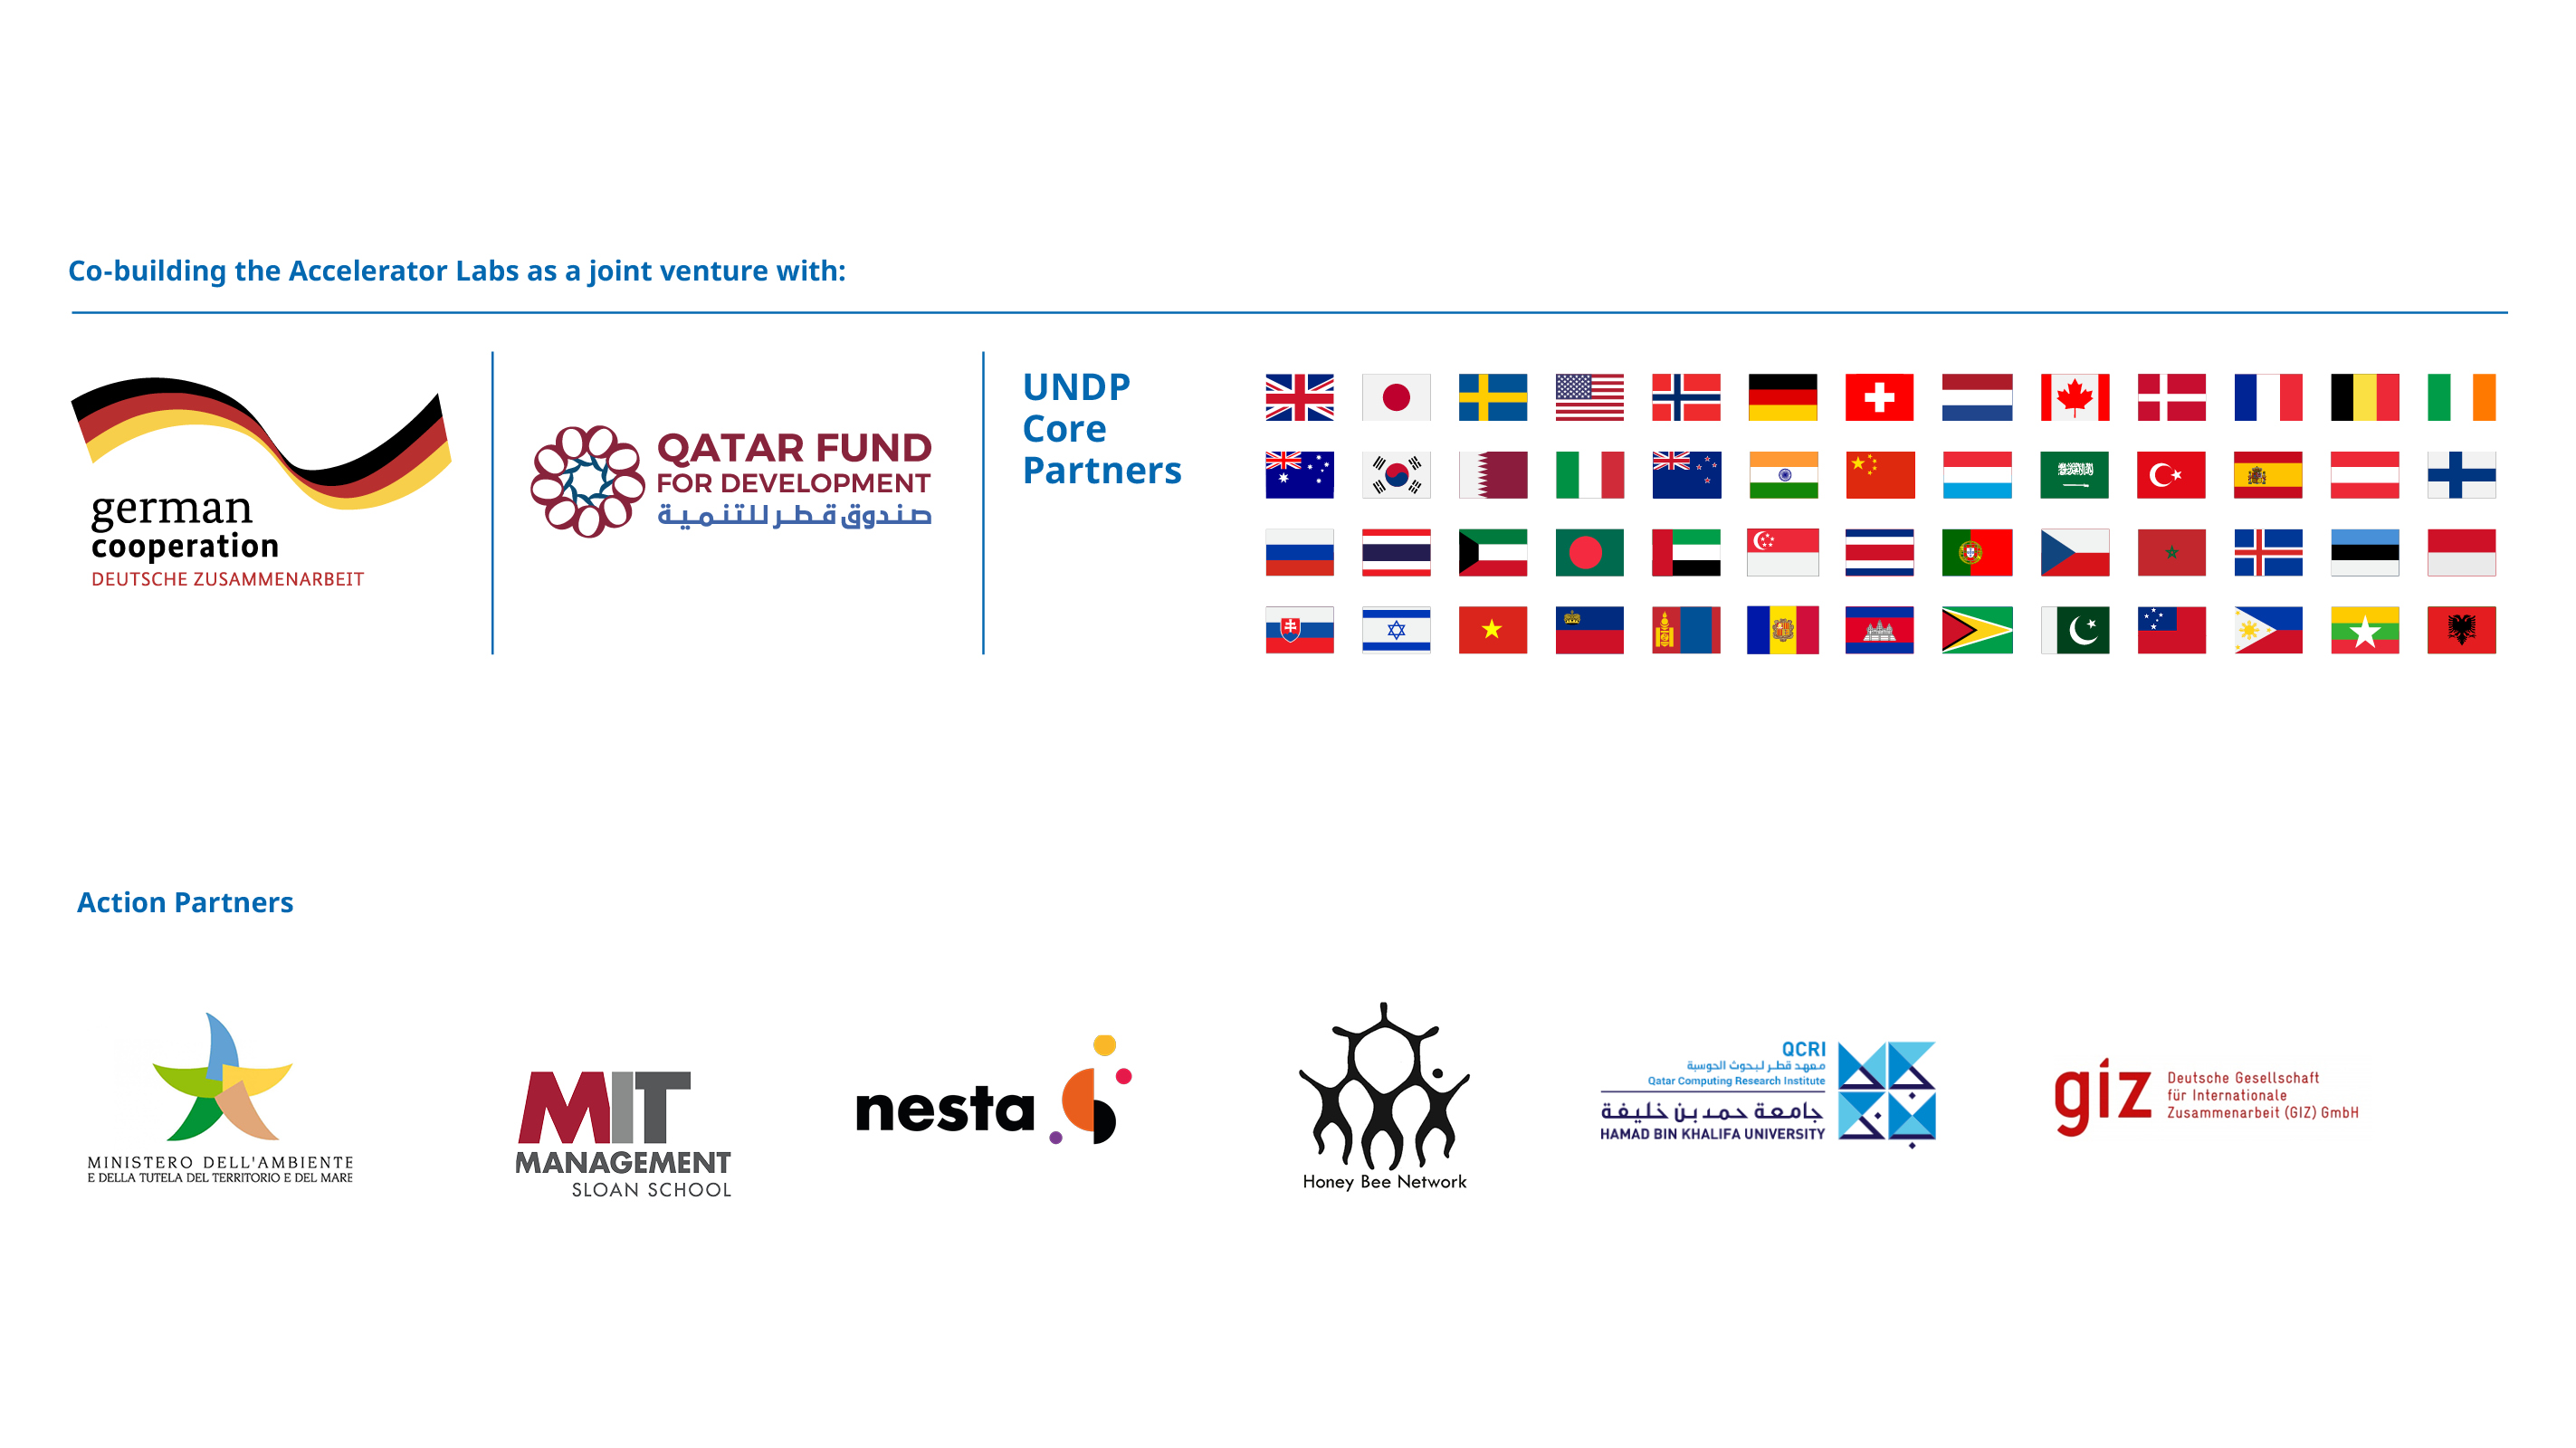 Co-building the Accelerator Labs as a joint venture with:
german
cooperation
DEUTSCHE ZUSAMMENARBEIT
QATAR FUND
FOR DEVELOPMENT
صندوق قطر للتنمية
UNDP
Core
Partners
Action Partners
MINISTERO DELL'AMBIENTE
E DELLA TUTELA DEL TERRITORIO E DEL MARE
MIT
MANAGEMENT
SLOAN SCHOOL
nesta
Honey Bee Network
QCRI
معهد قطر لبحوث الحوسبة
Qatar Computing Research Institute
جامعة حمد بن خليفة
HAMAD BIN KHALIFA UNIVERSITY
giz
Deutsche Gesellschaft
für Internationale
Zusammenarbeit (GIZ) GmbH